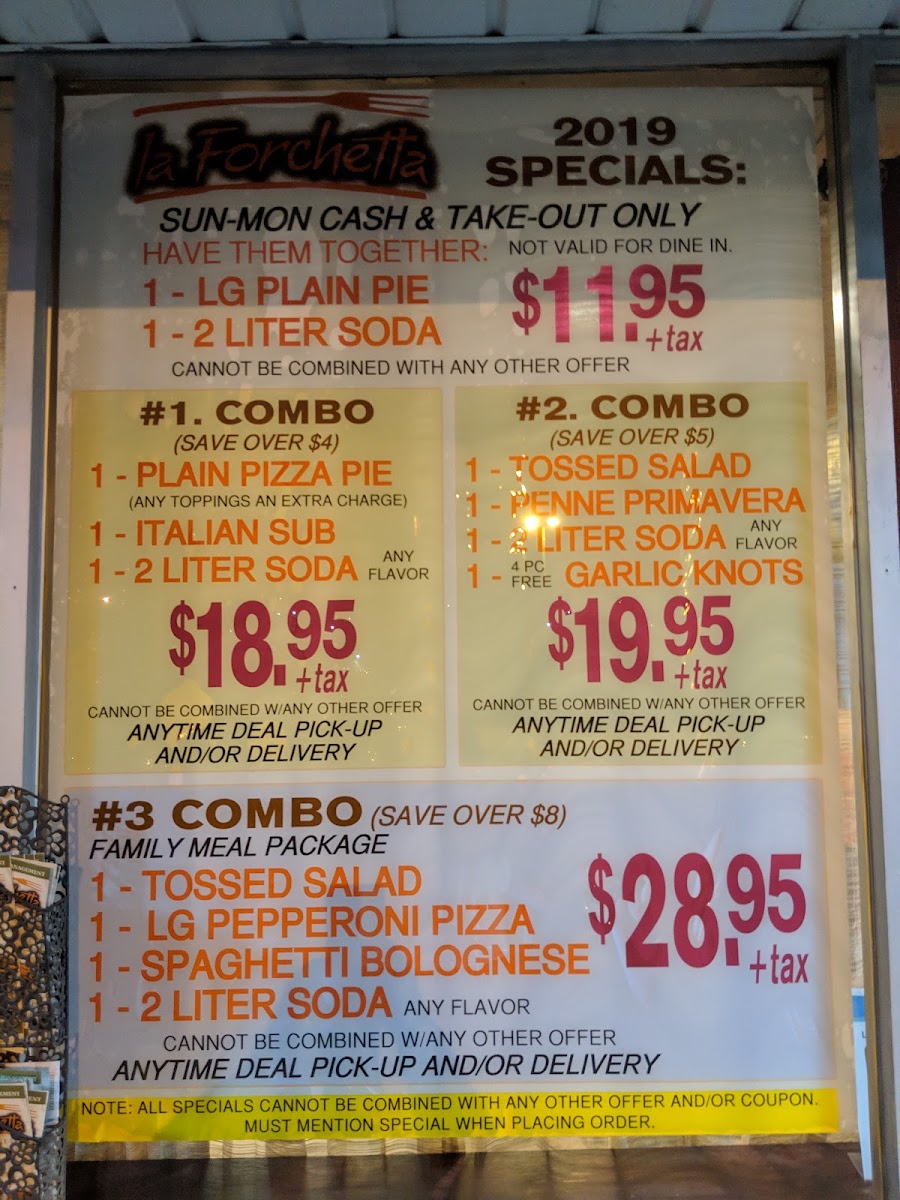 la Forchetta
2019
SPECIALS:
SUN-MON CASH & TAKE-OUT ONLY
HAVE THEM TOGETHER: NOT VALID FOR DINE IN.
1 - LG PLAIN PIE
1 - 2 LITER SODA
$11.95
+tax
CANNOT BE COMBINED WITH ANY OTHER OFFER
#1. COMBO
(SAVE OVER $4)
1 - PLAIN PIZZA PIE
(ANY TOPPINGS AN EXTRA CHARGE)
1 - ITALIAN SUB
1 - 2 LITER SODA ANY FLAVOR
$18.95
+tax
CANNOT BE COMBINED W/ANY OTHER OFFER
ANYTIME DEAL PICK-UP
AND/OR DELIVERY
#2. COMBO
(SAVE OVER $5)
1 - TOSSED SALAD
1 - PENNE PRIMAVERA
1 - 2 LITER SODA ANY FLAVOR
1 - 4 PC FREE GARLIC KNOTS
$19.95
+tax
CANNOT BE COMBINED W/ANY OTHER OFFER
ANYTIME DEAL PICK-UP
AND/OR DELIVERY
#3 COMBO (SAVE OVER $8)
FAMILY MEAL PACKAGE
1 - TOSSED SALAD
1 - LG PEPPERONI PIZZA
1 - SPAGHETTI BOLOGNESE
1 - 2 LITER SODA ANY FLAVOR
$28.95
+tax
CANNOT BE COMBINED W/ANY OTHER OFFER
ANYTIME DEAL PICK-UP AND/OR DELIVERY
NOTE: ALL SPECIALS CANNOT BE COMBINED WITH ANY OTHER OFFER AND/OR COUPON.
MUST MENTION SPECIAL WHEN PLACING ORDER.